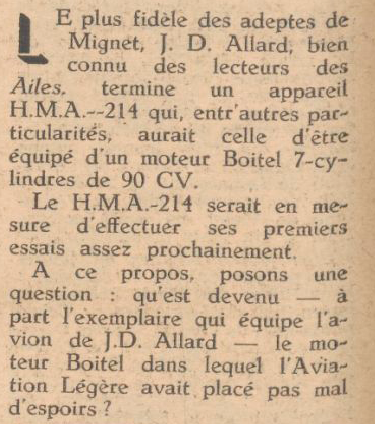 LE plus fidèle des adeptes de
Mignet, J. D. Allard, bien
connu des lecteurs des
Ailes, termine un appareil
H.M.A.--214 qui, entr'autres par-
ticularités, aurait celle d'être
équipé d'un moteur Boitel 7-cy-
lindres de 90 CV.
Le H.M.A.-214 serait en me-
sure d'effectuer ses premiers
essais assez prochainement.
A ce propos, posons une
question : qu'est devenu — à
part l'exemplaire qui équipe l'a-
vion de J.D. Allard — le mo-
teur Boitel dans lequel l'Avia-
tion Légère avait placé pas mal
d'espoirs ?